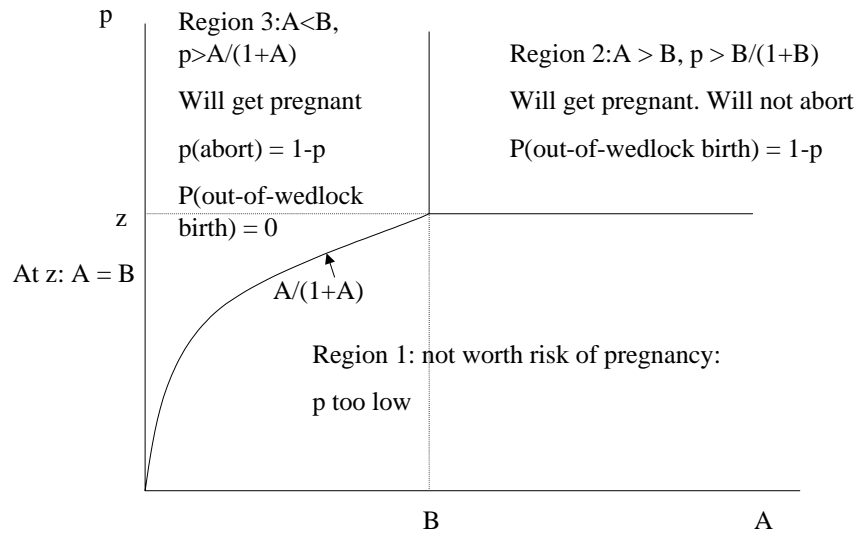 p
Region 3:A<B,
p>A/(1+A)
Will get pregnant
p(abort) = 1-p
P(out-of-wedlock
birth) = 0
Region 2:A > B, p > B/(1+B)
Will get pregnant. Will not abort
P(out-of-wedlock birth) = 1-p
z
At z: A = B
A/(1+A)
Region 1: not worth risk of pregnancy:
p too low
B
A